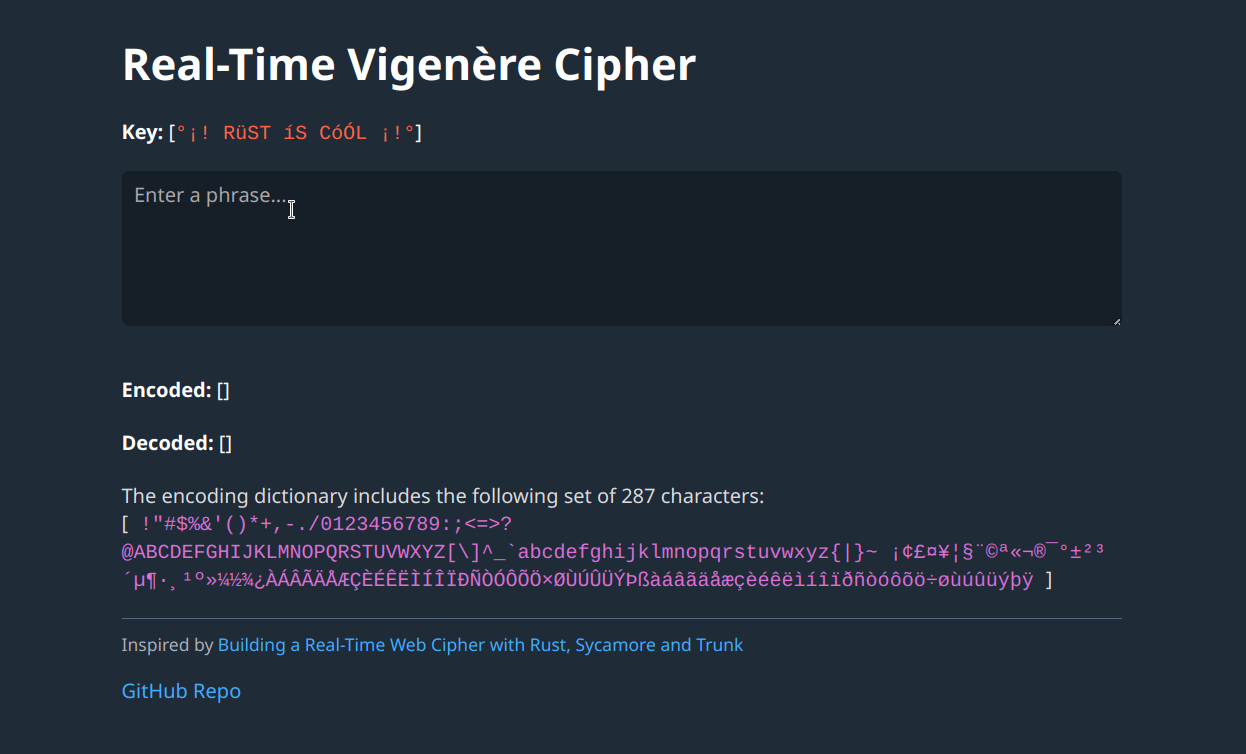 Real-Time Vigenère Cipher
Key: [°¡! RüST íS CóÓL ¡!°]
Enter a phrase...
Encoded: []
Decoded: []
The encoding dictionary includes the following set of 287 characters:
[ !"#$%&'()*+,-./0123456789:;<=>?
@ABCDEFGHIJKLMNOPQRSTUVWXYZ[\]^_`abcdefghijklmnopqrstuvwxyz{|}~ ¡¢£¤¥¦§¨©ª«¬®¯°±²³
´µ¶·¸¹º»¼½¾¿ÀÁÂÃÄÅÆÇÈÉÊËÌÍÎÏÐÑÒÓÔÕÖ×ØÙÚÛÜÝÞßàáâãäåæçèéêëìíîïðñòóôõö÷øùúûüýþÿ ]
Inspired by Building a Real-Time Web Cipher with Rust, Sycamore and Trunk
GitHub Repo